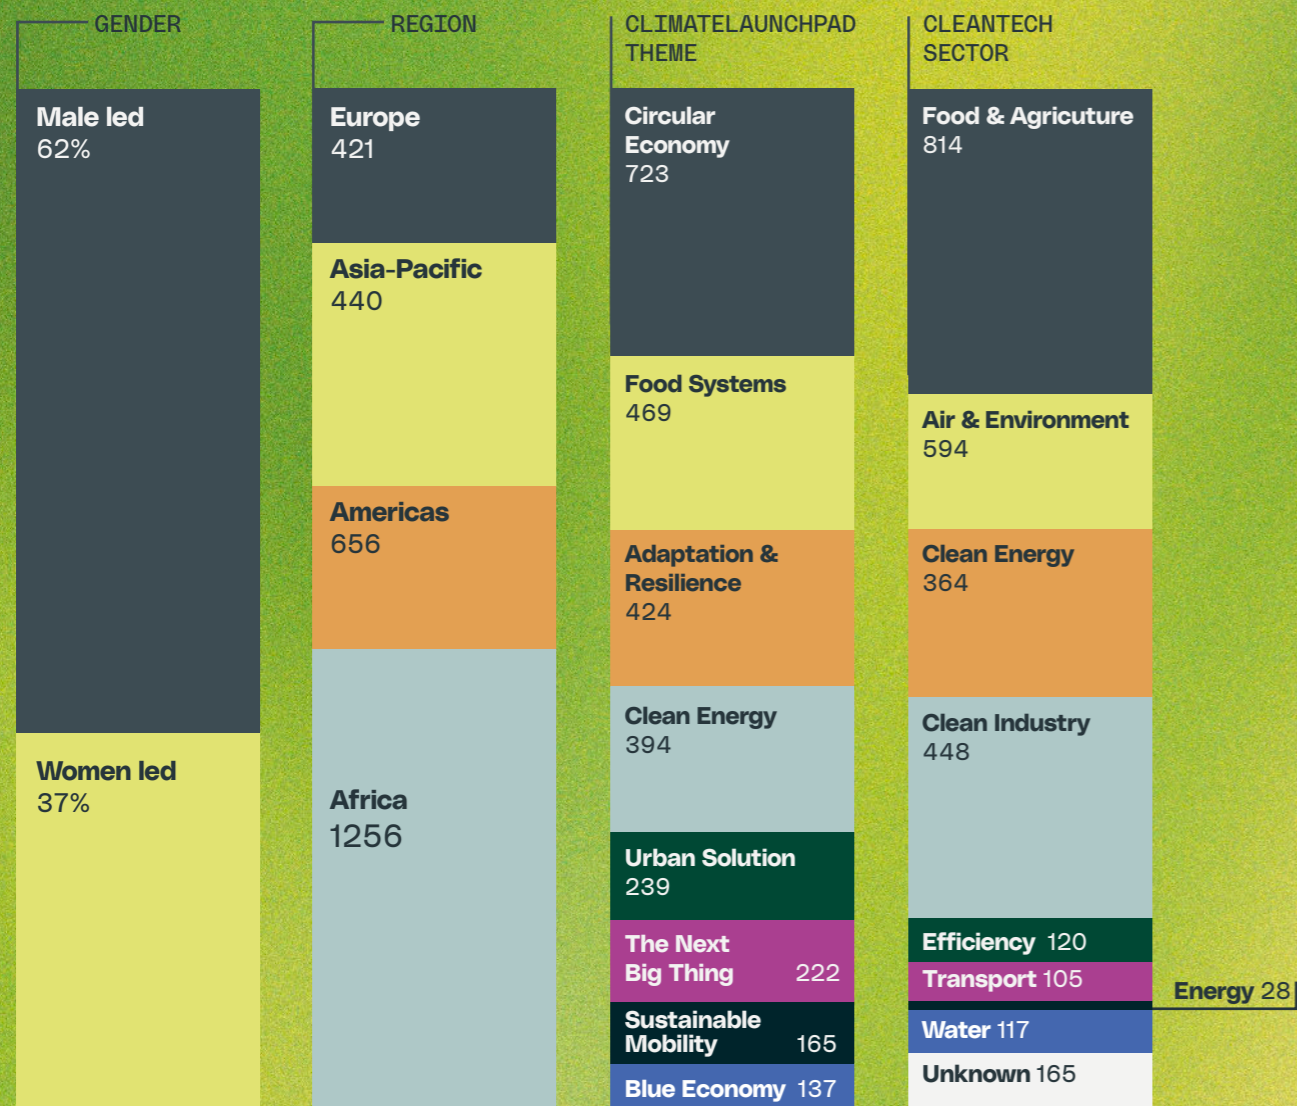 GENDER
Male led
62%
Women led
37%
REGION
Europe
421
Asia-Pacific
440
Americas
656
Africa
1256
CLIMATELAUNCHPAD
THEME
Circular
Economy
723
Food Systems
469
Adaptation &
Resilience
424
Clean Energy
394
Urban Solution
239
The Next
Big Thing 222
Sustainable
Mobility 165
Blue Economy 137
CLEANTECH
SECTOR
Food & Agricuture
814
Air & Environment
594
Clean Energy
364
Clean Industry
448
Efficiency 120
Transport 105
Energy 28
Water 117
Unknown 165